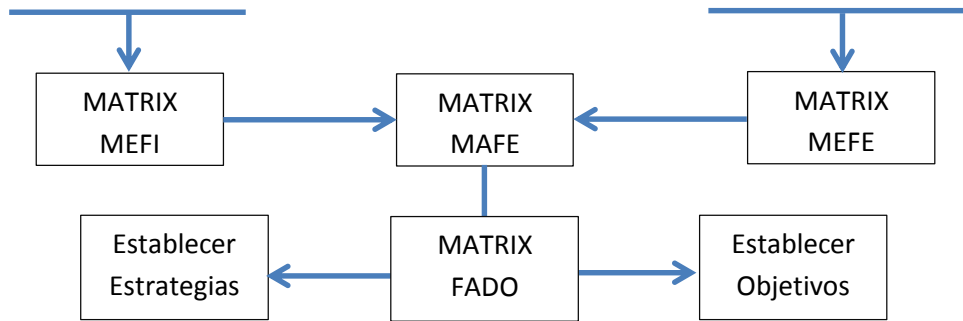 MATRIX
MEFI
MATRIX
MAFE
MATRIX
MEFE
Establecer
Estrategias
MATRIX
FADO
Establecer
Objetivos